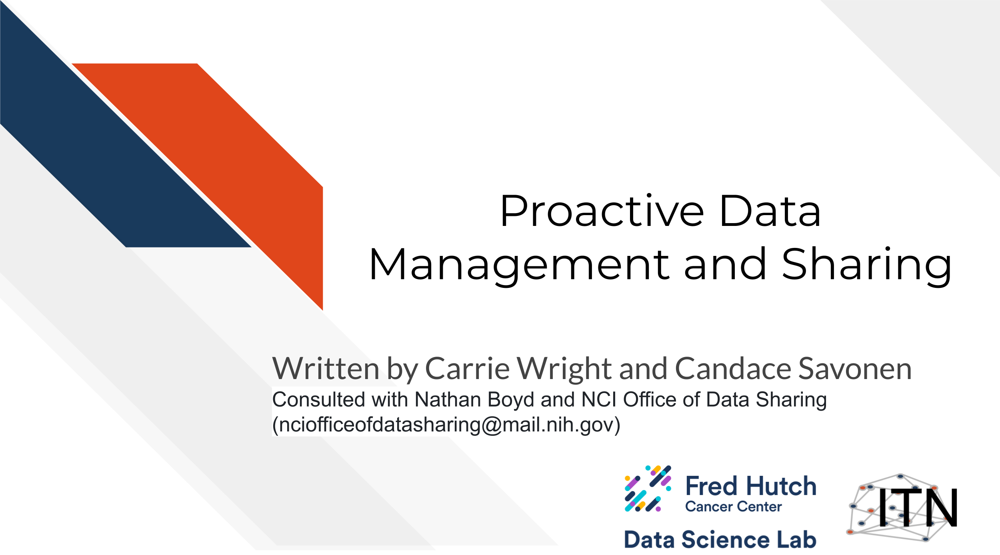 Proactive Data
Management and Sharing
Written by Carrie Wright and Candace Savonen
Consulted with Nathan Boyd and NCI Office of Data Sharing
(nciofficeofdatasharing@mail.nih.gov)
Fred Hutch
Cancer Center
Data Science Lab
ITN